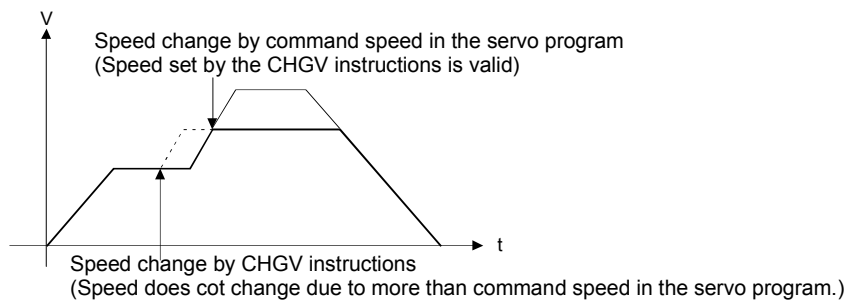 V
Speed change by command speed in the servo program
(Speed set by the CHGV instructions is valid)
t
Speed change by CHGV instructions
(Speed does cot change due to more than command speed in the servo program.)